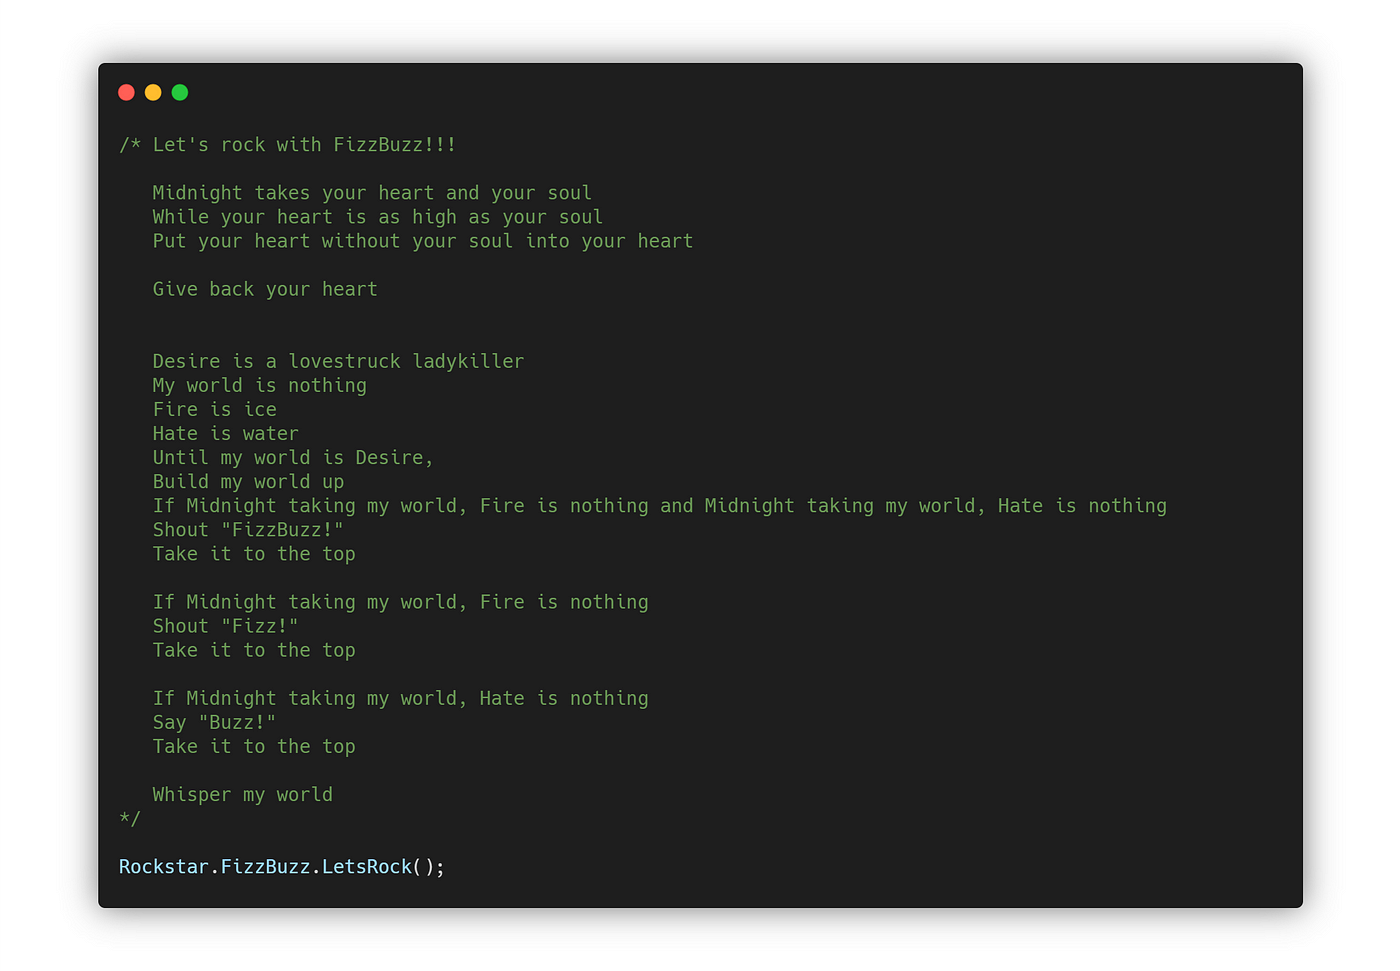 /* Let's rock with FizzBuzz!!!
Midnight takes your heart and your soul
While your heart is as high as your soul
Put your heart without your soul into your heart
Give back your heart
Desire is a lovestruck ladykiller
My world is nothing
Fire is ice
Hate is water
Until my world is Desire,
Build my world up
If Midnight taking my world, Fire is nothing and Midnight taking my world, Hate is nothing
Shout "FizzBuzz!"
Take it to the top
If Midnight taking my world, Fire is nothing
Shout "Fizz!"
Take it to the top
If Midnight taking my world, Hate is nothing
Say "Buzz!"
Take it to the top
Whisper my world
*/
Rockstar.FizzBuzz.LetsRock();